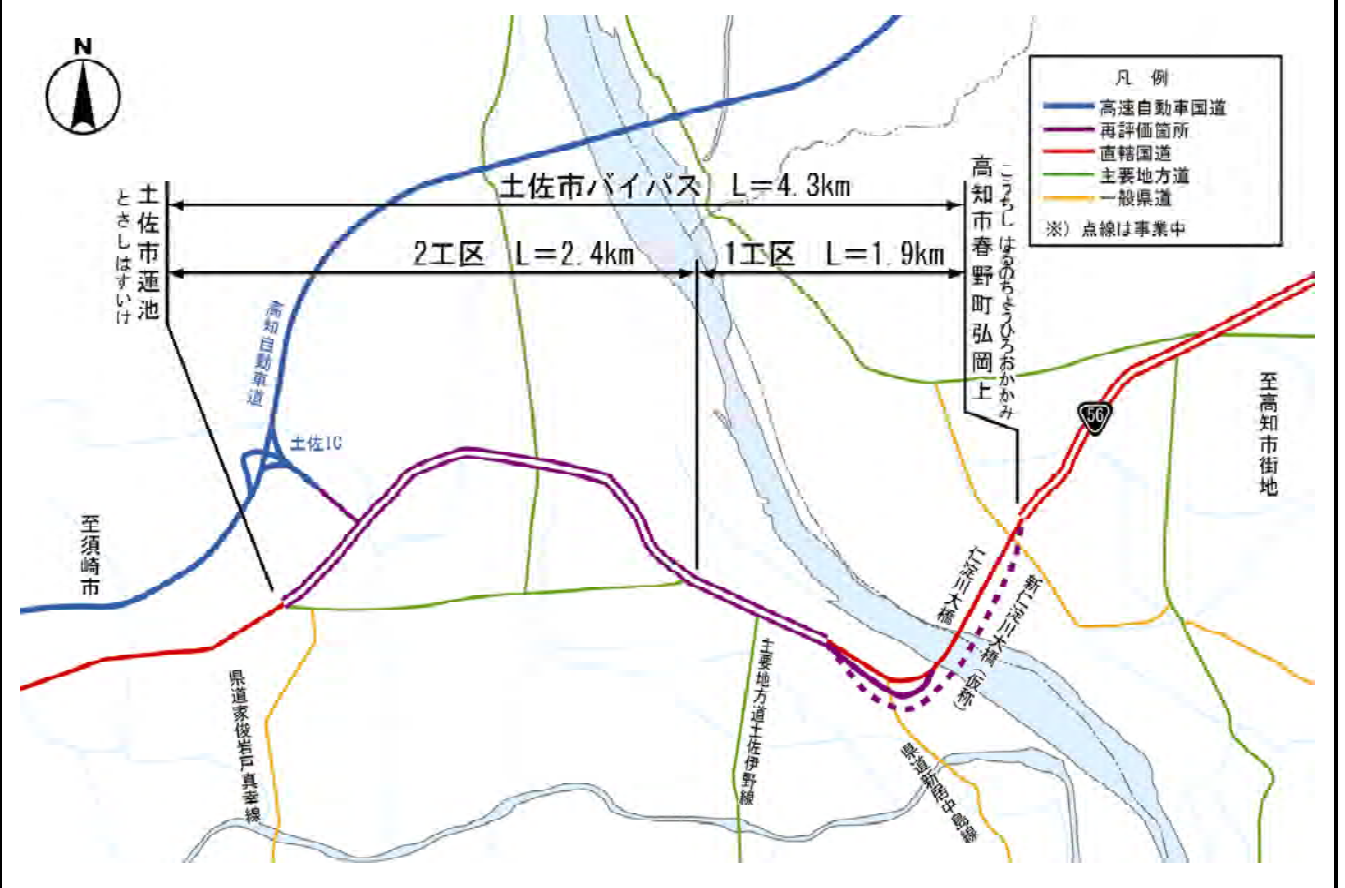 N
凡 例
高速自動車国道
再評価箇所
直轄国道
主要地方道
一般県道
※）点線は事業中
土佐市バイパス L＝4.3km
2工区 L＝2.4km
1工区 L＝1.9km
土佐市蓮池
とさしはすいけ
高知市春野町弘岡上
こうちし はるのちょうひろおかかみ
高知自動車道
土佐IC
56
至高知市街地
至須崎市
仁淀川大橋
新仁淀川大橋（仮称）
県道家俊岩戸真幸線
主要地方道土佐伊野線
県道新居中島線